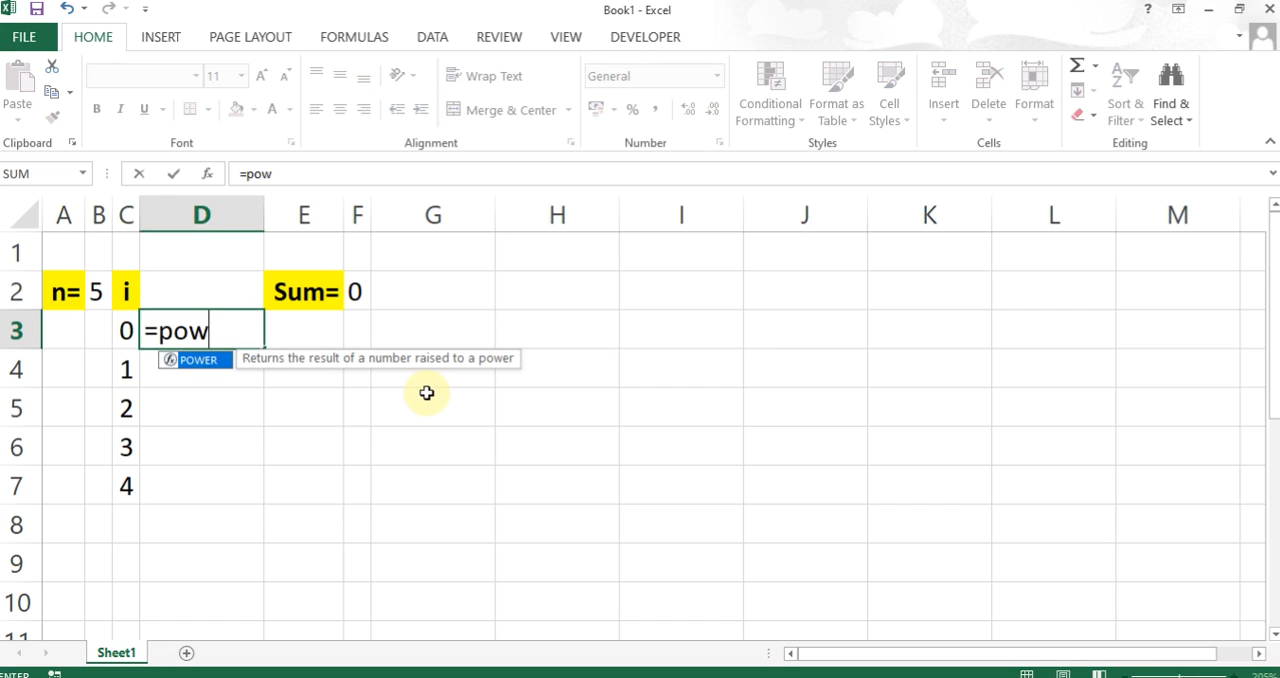 Book1 - Excel
?
FILE HOME INSERT PAGE LAYOUT FORMULAS DATA REVIEW VIEW DEVELOPER
11 Wrap Text General
Paste Merge & Center % Conditional Formatting Format as Table Cell Styles Insert Delete Format Sort & Filter Find & Select
Clipboard Font Alignment Number Styles Cells Editing
SUM fx =pow
A B C D E F G H I J K L M
1
2 n= 5 i Sum= 0
3 0 =pow
POWER Returns the result of a number raised to a power
4 1
5 2
6 3
7 4
8
9
10
11
Sheet1
ENTER 205%